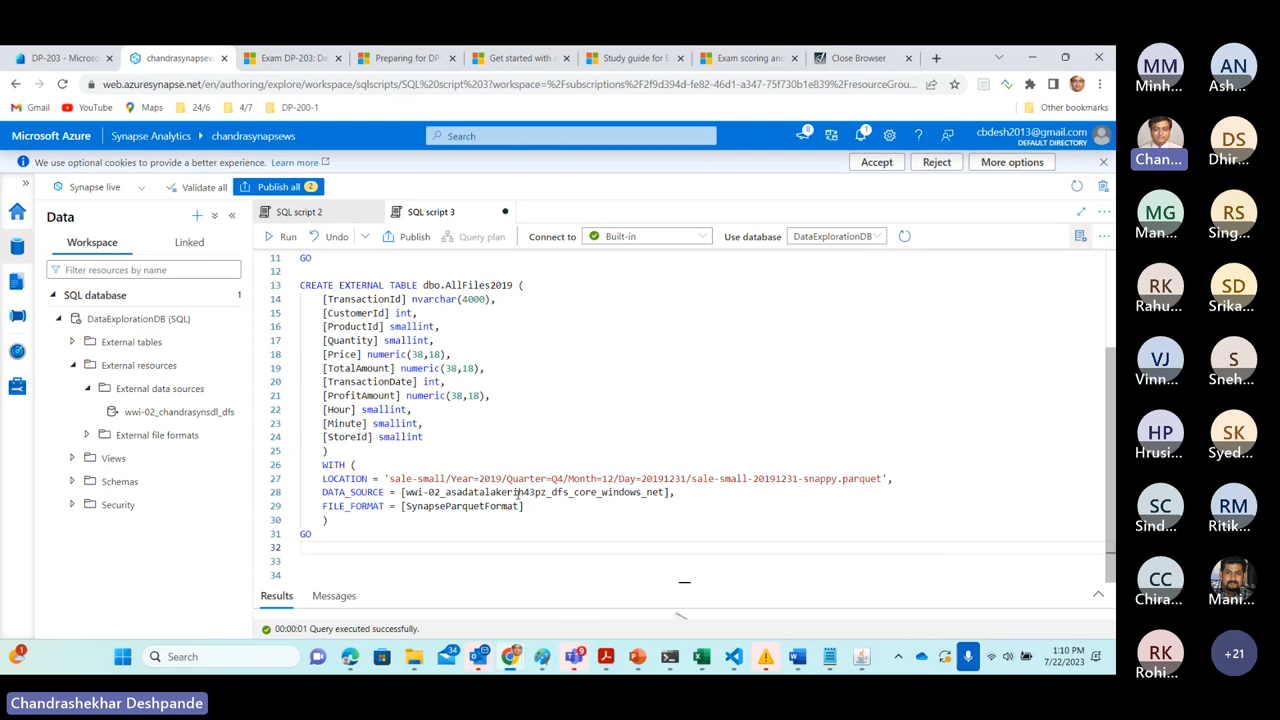 DP-203 - Micros
chandrasynapsew
Exam DP-203: Da
Preparing for DP-
Get started with c
Study guide for E
Exam scoring and
Close Browser
web.azuresynapse.net/en/authoring/explore/workspace/sqlscripts/SQL%20script%203?workspace=%2Fsubscriptions%2F9d394d-fe82-46d1-a347-75f730b1e839%2FresourceGrou...
Gmail
YouTube
Maps
24/6
4/7
DP-200-1
Other bookmarks
Microsoft Azure
Synapse Analytics
chandrasynapsews
Search
8
1
cbdesh2013@gmail.com
DEFAULT DIRECTORY
We use optional cookies to provide a better experience. Learn more
Accept
Reject
More options
Synapse live
Validate all
Publish all
2
Data
Workspace
Linked
Filter resources by name
SQL database
1
DataExplorationDB (SQL)
External tables
External resources
External data sources
wwi-02_chandrasynsdl_dfs
External file formats
Views
Schemas
Security
SQL script 2
SQL script 3
Run
Undo
Publish
Query plan
Connect to
Built-in
Use database
DataExplorationDB
11 GO
12
13 CREATE EXTERNAL TABLE dbo.AllFiles2019 (
14 [TransactionId] nvarchar(4000),
15 [CustomerId] int,
16 [ProductId] smallint,
17 [Quantity] smallint,
18 [Price] numeric(38,18),
19 [TotalAmount] numeric(38,18),
20 [TransactionDate] int,
21 [ProfitAmount] numeric(38,18),
22 [Hour] smallint,
23 [Minute] smallint,
24 [StoreId] smallint
25 )
26 WITH (
27 LOCATION = 'sale-small/Year=2019/Quarter=Q4/Month=12/Day=20191231/sale-small-20191231-snappy.parquet',
28 DATA_SOURCE = [wwi-02_asadatalakerinh43pz_dfs_core_windows_net],
29 FILE_FORMAT = [SynapseParquetFormat]
30 )
31 GO
32
33
34
Results
Messages
00:00:01 Query executed successfully.
1
Search
34
9
1:10 PM
7/22/2023
Chandrashekhar Deshpande
MM
Minh...
AN
Ash...
Chan...
DS
Dhir...
MG
Man...
RS
Sing...
RK
Rahu...
SD
Srika...
VJ
Vinn...
S
Sneh...
HP
Hrusi...
SK
Syed...
SC
Sind...
RM
Ritik...
CC
Chira...
Mani...
RK
Rohi...
+21